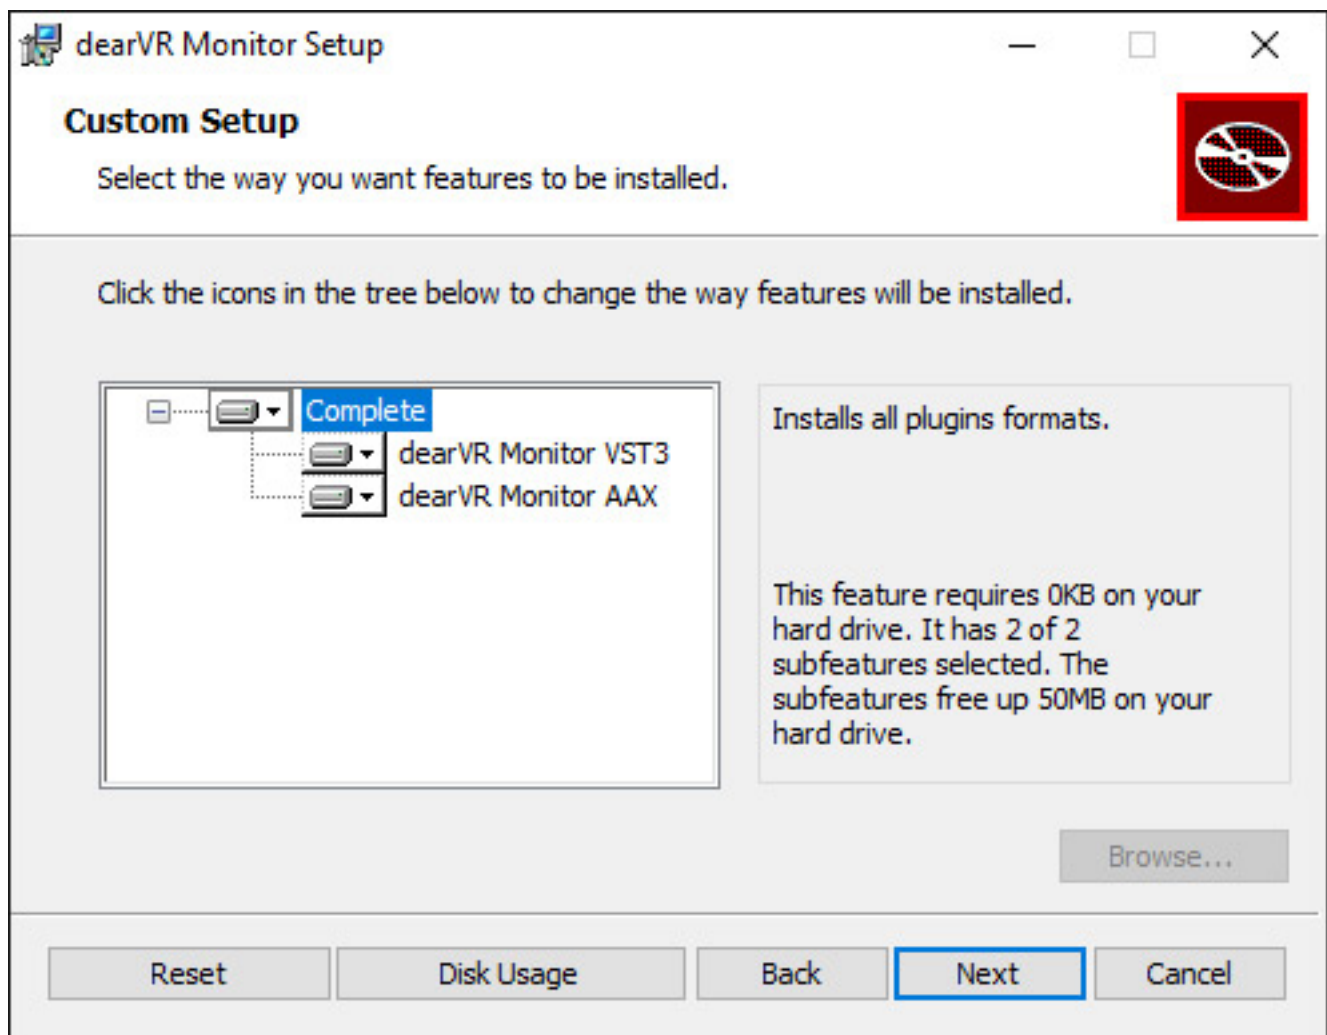 dearVR Monitor Setup
Custom Setup
Select the way you want features to be installed.
Click the icons in the tree below to change the way features will be installed.
Complete
dearVR Monitor VST3
dearVR Monitor AAX
Installs all plugins formats.
This feature requires 0KB on your
hard drive. It has 2 of 2
subfeatures selected. The
subfeatures free up 50MB on your
hard drive.
Browse...
Reset
Disk Usage
Back
Next
Cancel